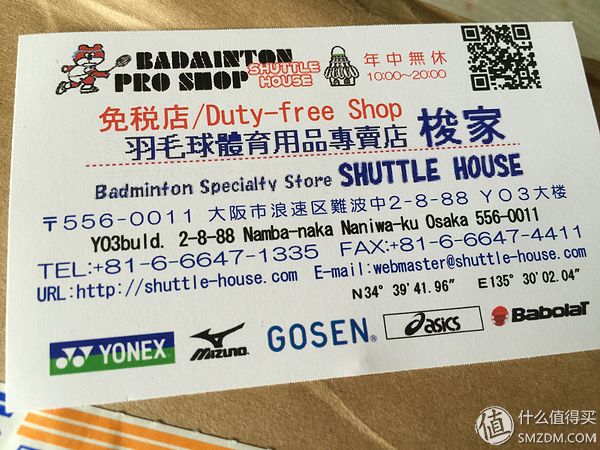 BADMINTON
PRO SHOP
SHUTTLE
HOUSE
年中無休
10:00~20:00
免税店/Duty-free Shop
羽毛球體育用品專賣店 梭家
Badminton Specialty Store SHUTTLE HOUSE
〒556-0011 大阪市浪速区難波中2-8-88 YO3大楼
YO3buld. 2-8-88 Namba-naka Naniwa-ku Osaka 556-0011
TEL:+81-6-6647-1335 FAX:+81-6-6647-4411
URL:http://shuttle-house.com E-mail:webmaster@shuttle-house.com
N34° 39′41.96″ E135° 30′02.04″
YONEX MIZUNO GOSEN® asics Babolat
值 什么值得买
SMZDM.COM